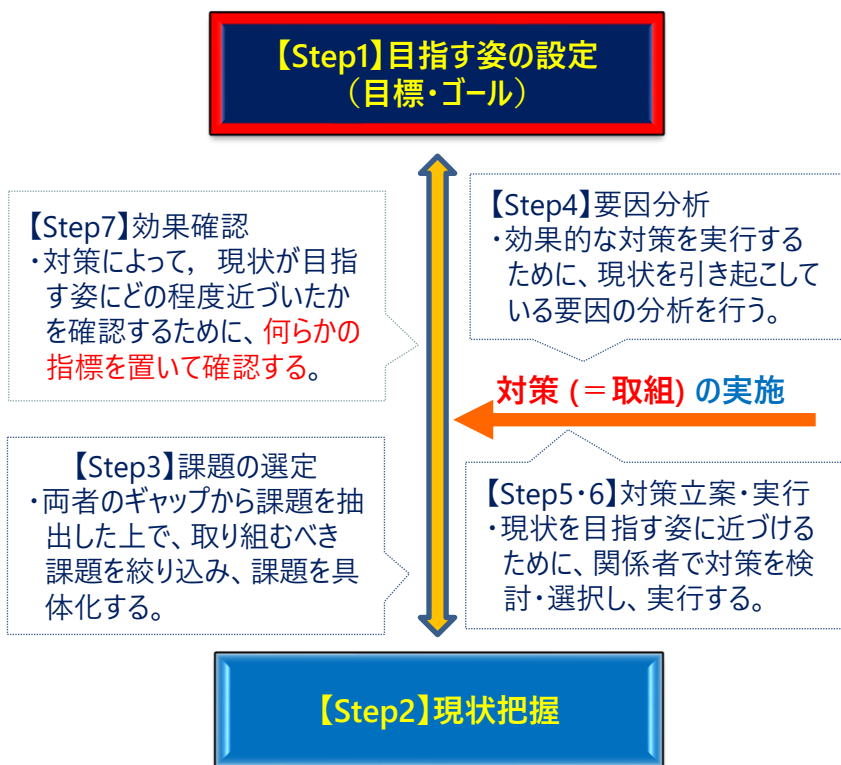 【Step1】目指す姿の設定
（目標・ゴール）
【Step7】効果確認
・対策によって，現状が目指
す姿にどの程度近づいたか
を確認するために、何らかの
指標を置いて確認する。
【Step4】要因分析
・効果的な対策を実行する
ために、現状を引き起こして
いる要因の分析を行う。
対策 (＝取組) の実施
【Step3】課題の選定
・両者のギャップから課題を抽
出した上で、取り組むべき
課題を絞り込み、課題を具
体化する。
【Step5・6】対策立案・実行
・現状を目指す姿に近づける
ために、関係者で対策を検
討・選択し、実行する。
【Step2】現状把握